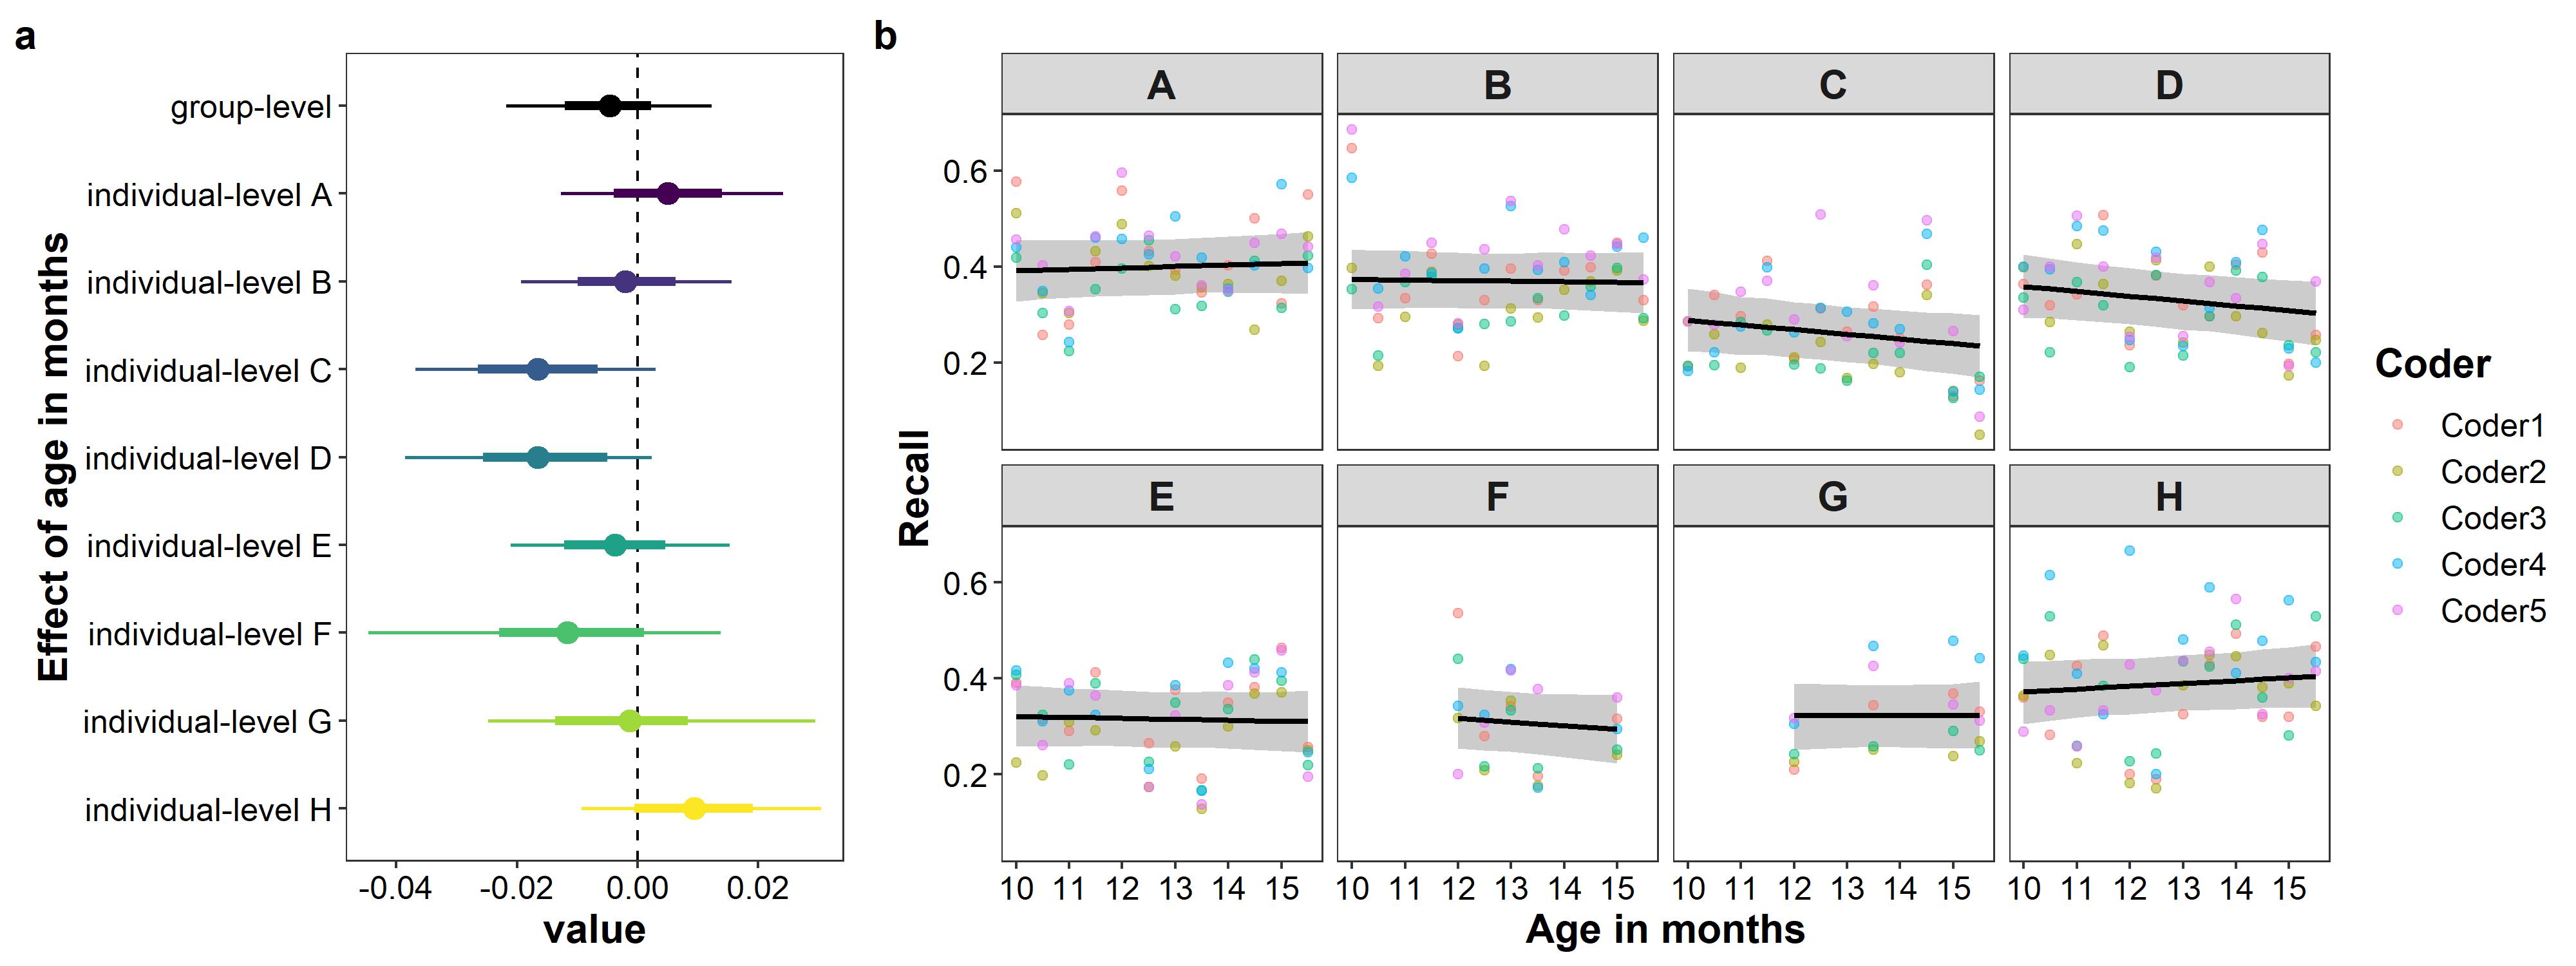 a
group-level
individual-level A
individual-level B
individual-level C
individual-level D
individual-level E
individual-level F
individual-level G
individual-level H
Effect of age in months
-0.04 -0.02 0.00 0.02
value
b
A B C D
0.6
0.4
0.2
E F G H
0.6
0.4
0.2
Recall
10 11 12 13 14 15 10 11 12 13 14 15 10 11 12 13 14 15 10 11 12 13 14 15
Age in months
Coder
Coder1
Coder2
Coder3
Coder4
Coder5